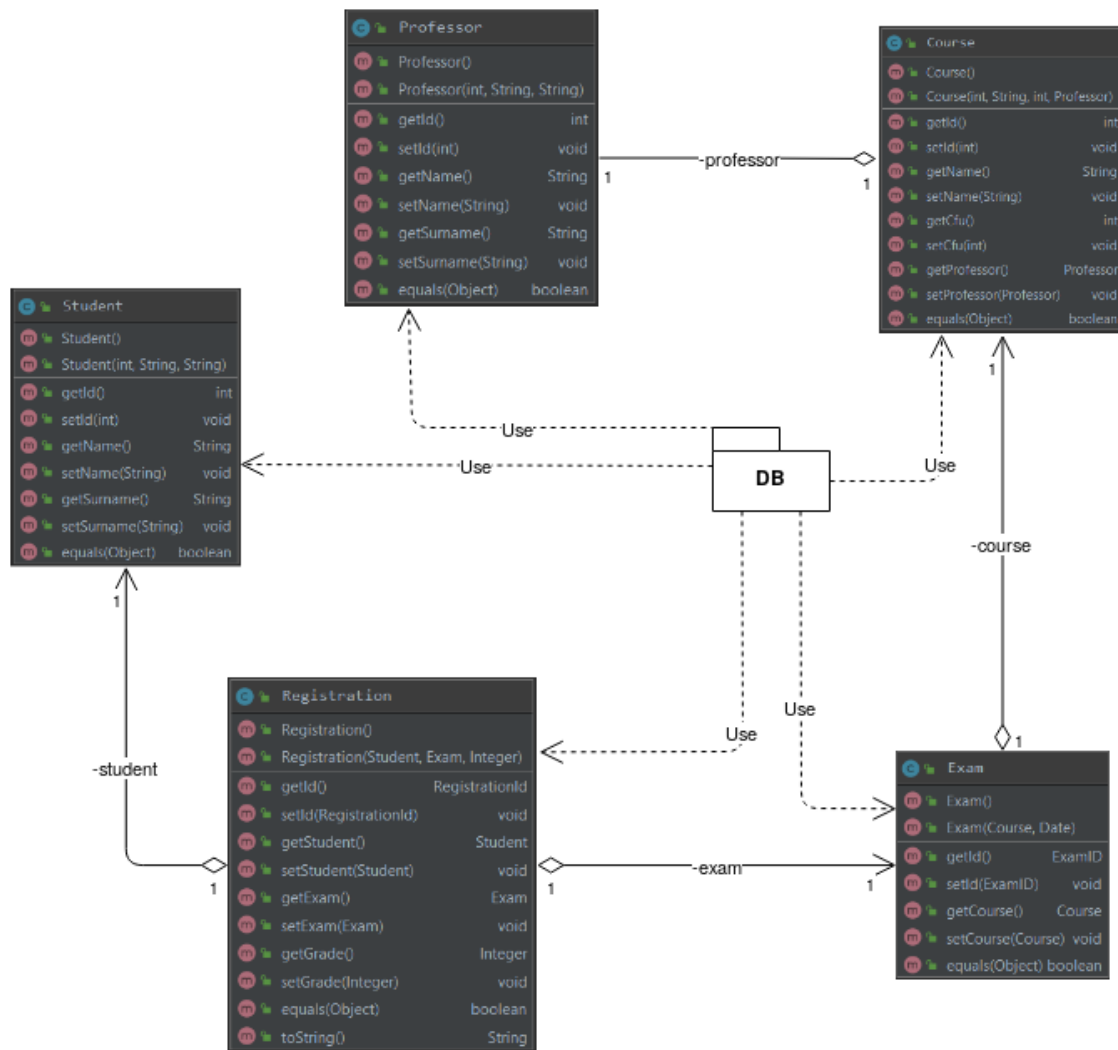 Professor
Professor()
Professor(int, String, String)
getId() int
setId(int) void
getName() String
setName(String) void
getSurname() String
setSurname(String) void
equals(Object) boolean
Course
Course()
Course(int, String, int, Professor)
getId() int
setId(int) void
getName() String
setName(String) void
getCfu() int
setCfu(int) void
getProfessor() Professor
setProfessor(Professor) void
equals(Object) boolean
1
-professor
1
Student
Student()
Student(int, String, String)
getId() int
setId(int) void
getName() String
setName(String) void
getSurname() String
setSurname(String) void
equals(Object) boolean
Use
Use
DB
Use
1
-course
1
1
-student
1
Use
Use
Registration
Registration()
Registration(Student, Exam, Integer)
getId() RegistrationId
setId(RegistrationId) void
getStudent() Student
setStudent(Student) void
getExam() Exam
setExam(Exam) void
getGrade() Integer
setGrade(Integer) void
equals(Object) boolean
toString() String
1
-exam
1
Exam
Exam()
Exam(Course, Date)
getId() ExamID
setId(ExamID) void
getCourse() Course
setCourse(Course) void
equals(Object) boolean